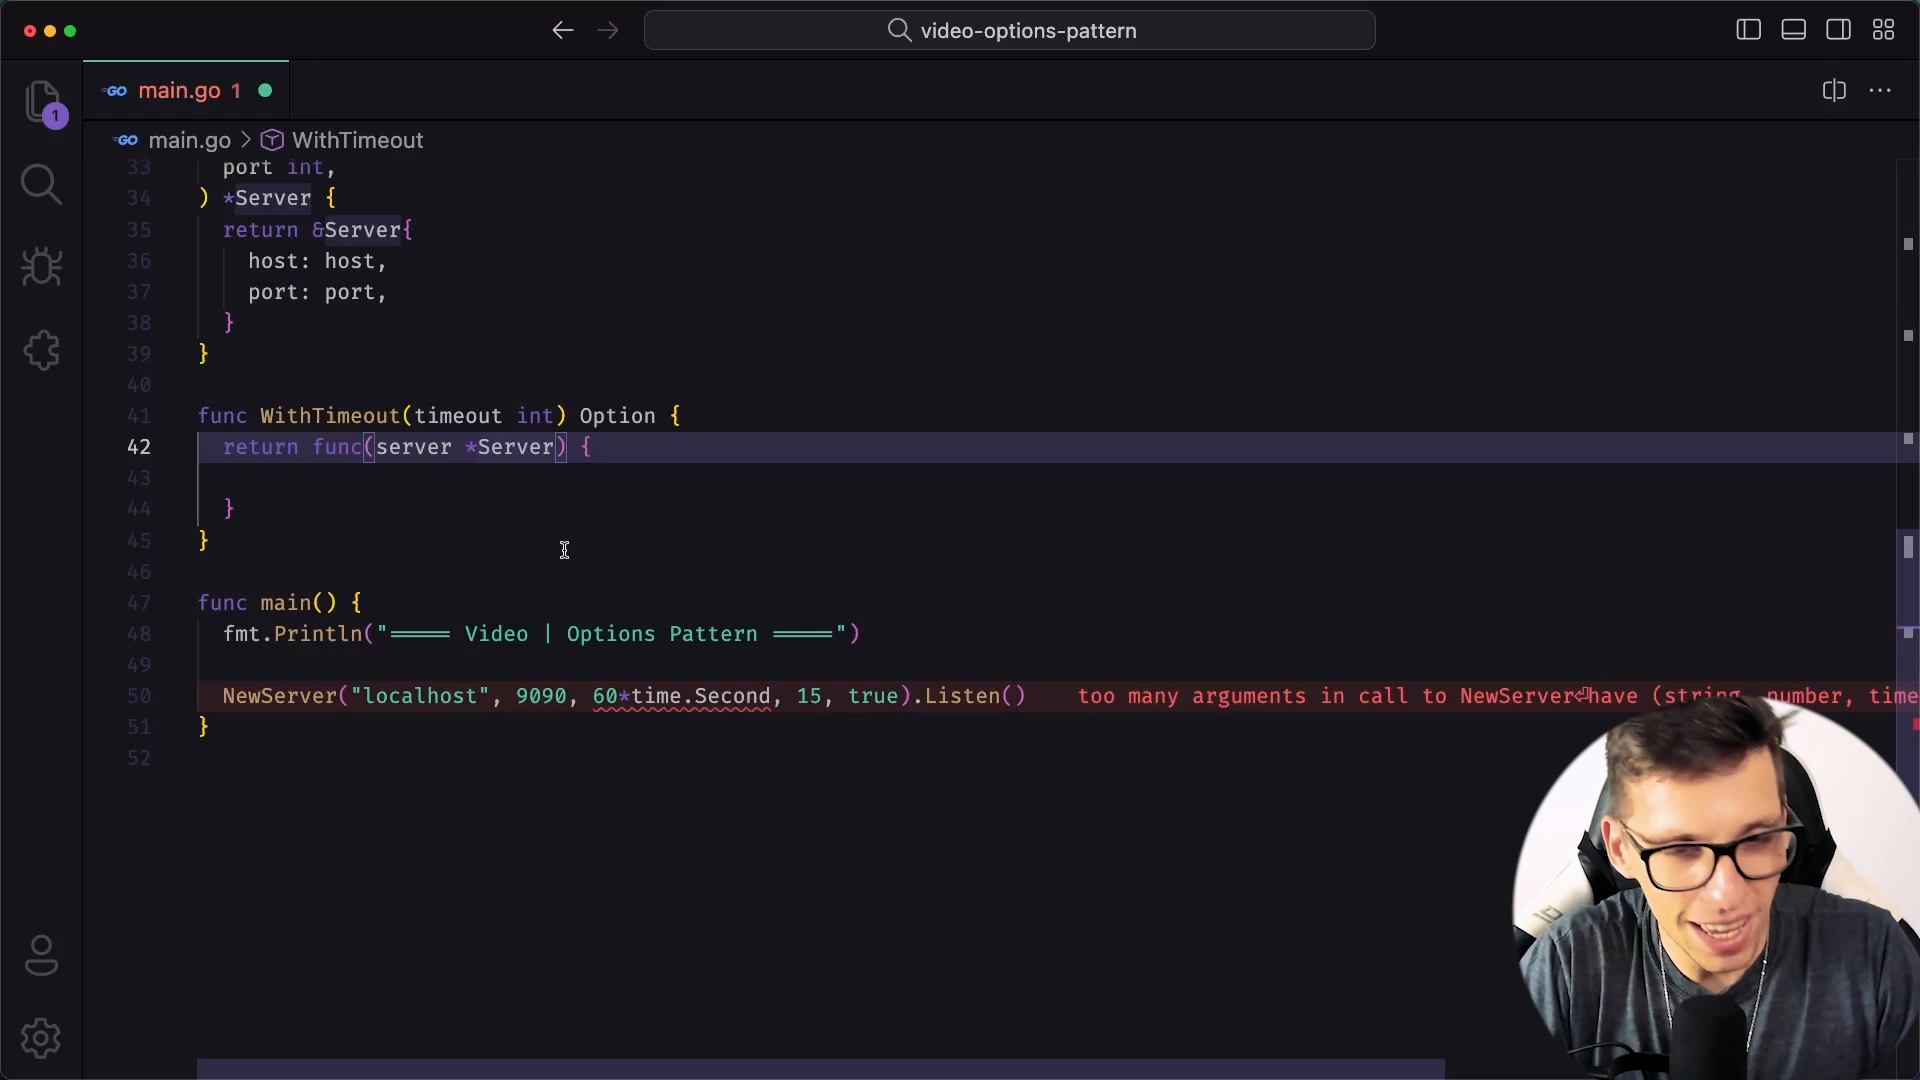 video-options-pattern
GO main.go 1
1
GO main.go > WithTimeout
33 port int,
34 ) *Server {
35 return &Server{
36 host: host,
37 port: port,
38 }
39 }
40
41 func WithTimeout(timeout int) Option {
42 return func(server *Server) {
43
44 }
45 }
46
47 func main() {
48 fmt.Println("===== Video | Options Pattern =====")
49
50 NewServer("localhost", 9090, 60*time.Second, 15, true).Listen() too many arguments in call to NewServer⏎have (string, number, time
51 }
52